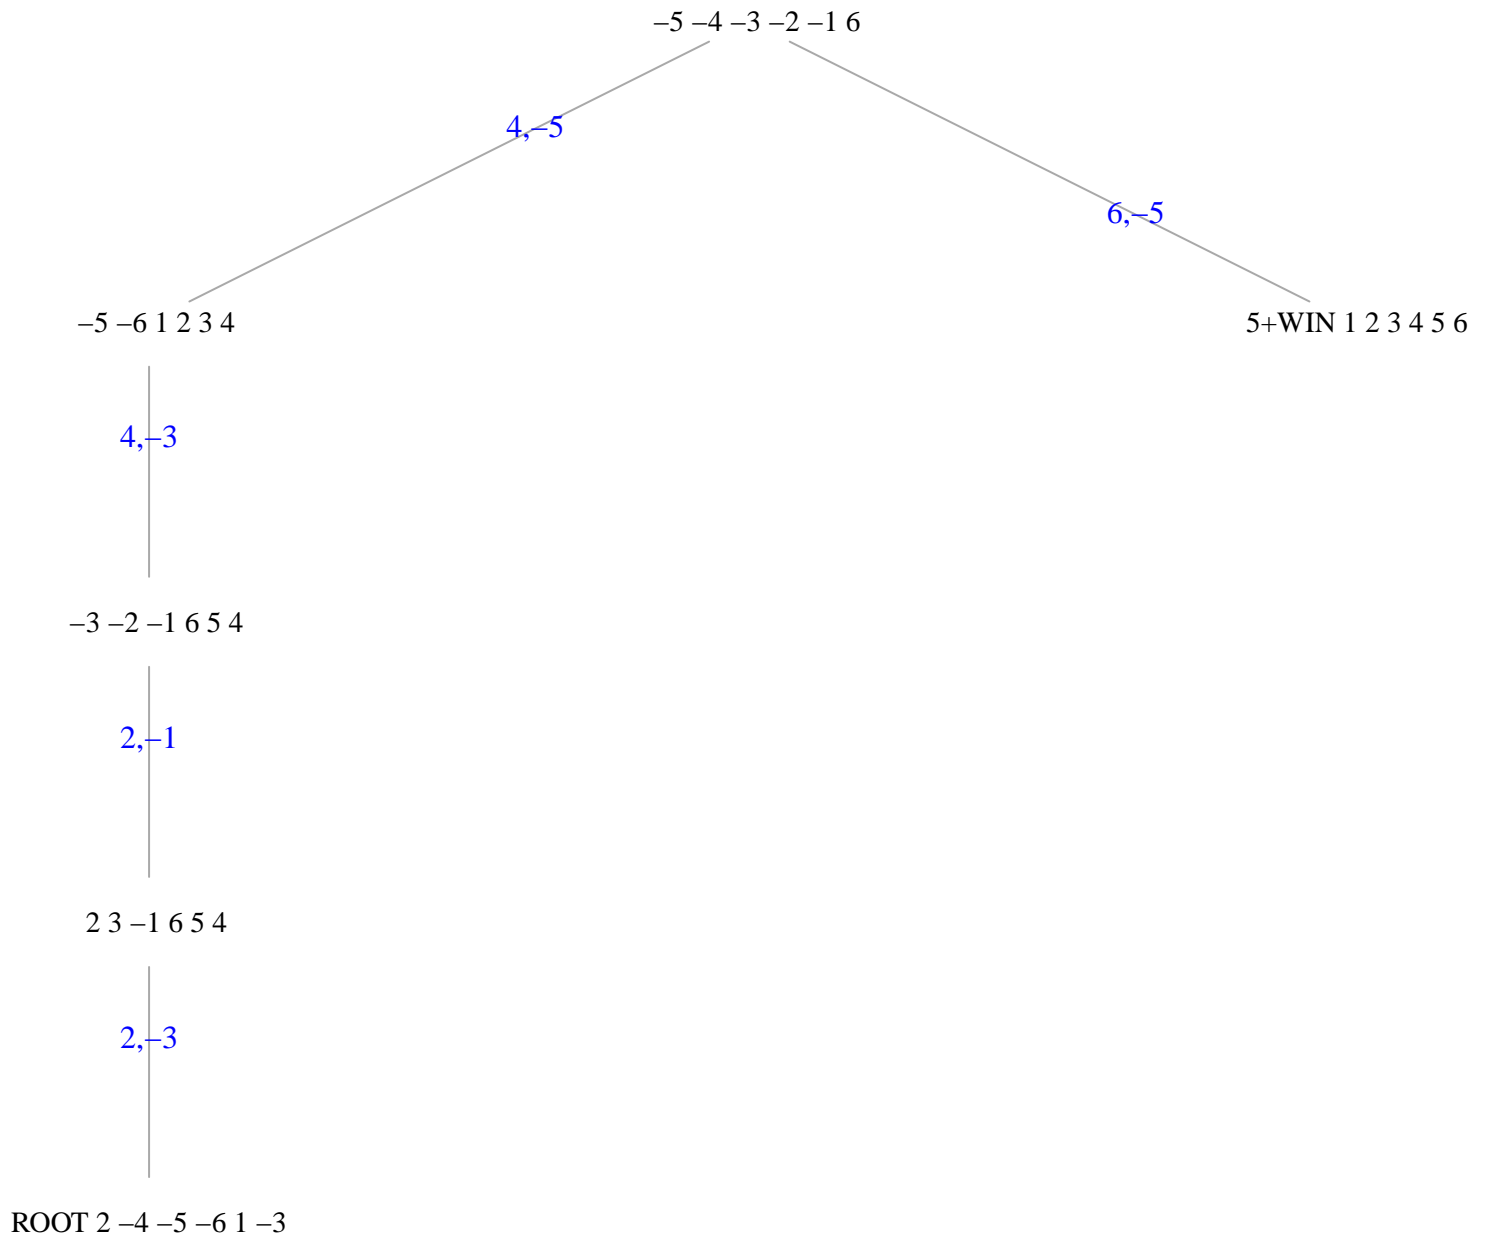 –5 –4 –3 –2 –1 6
4,–5
6,–5
–5 –6 1 2 3 4
5+WIN 1 2 3 4 5 6
4,–3
–3 –2 –1 6 5 4
2,–1
2 3 –1 6 5 4
2,–3
ROOT 2 –4 –5 –6 1 –3